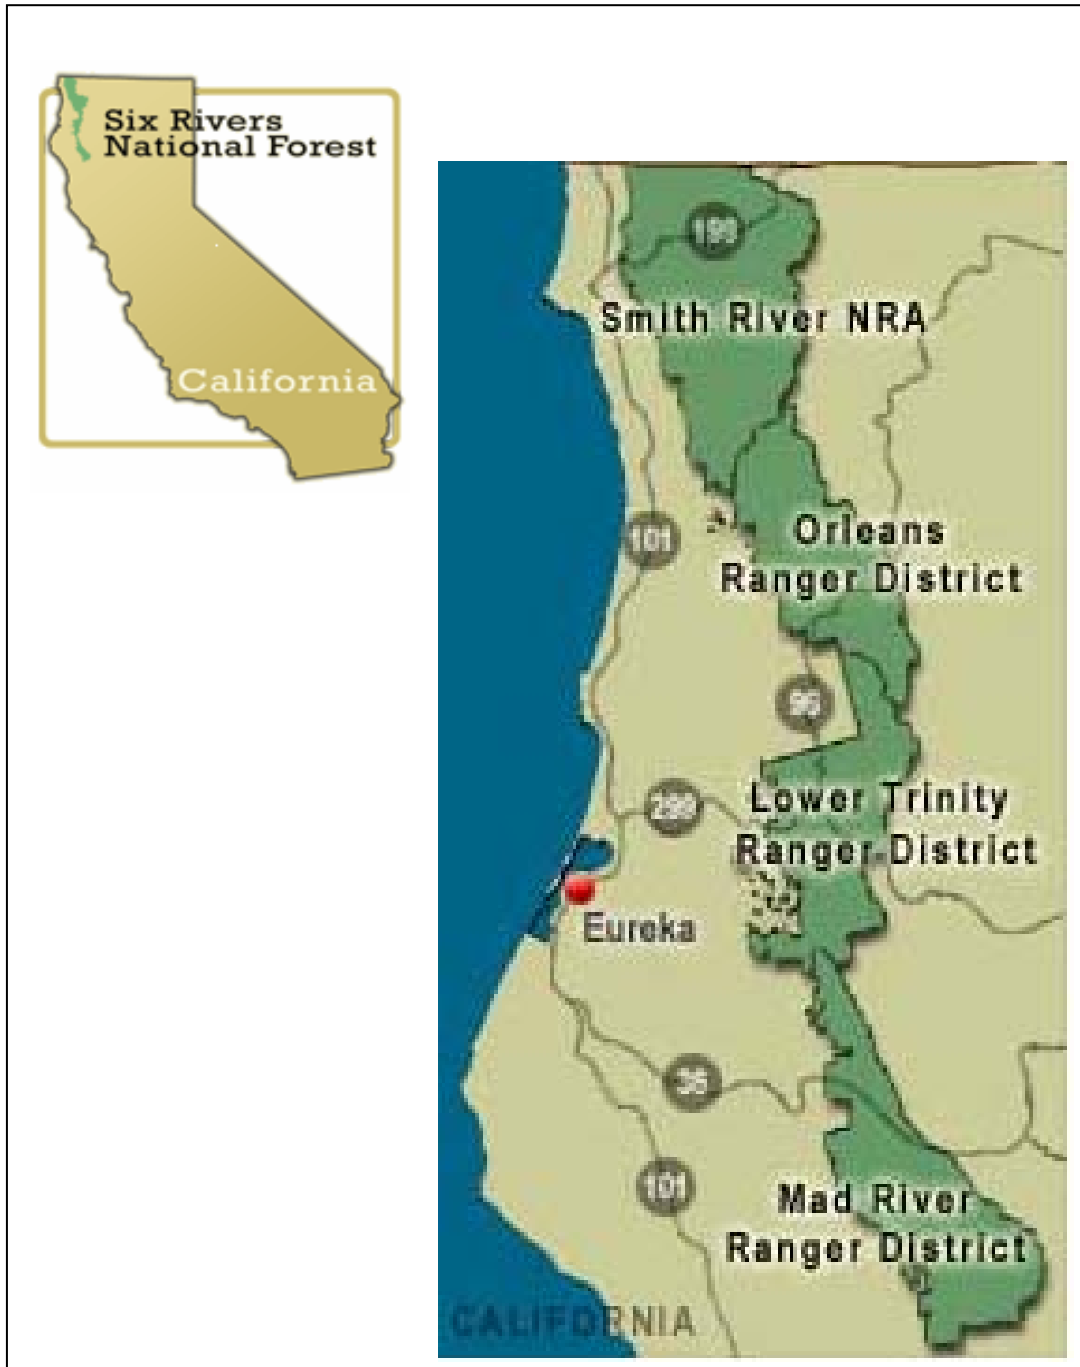 Six Rivers
National Forest
California
199
Smith River NRA
101
Orleans
Ranger District
96
299
Lower Trinity
Ranger District
Eureka
36
101
Mad River
Ranger District
CALIFORNIA